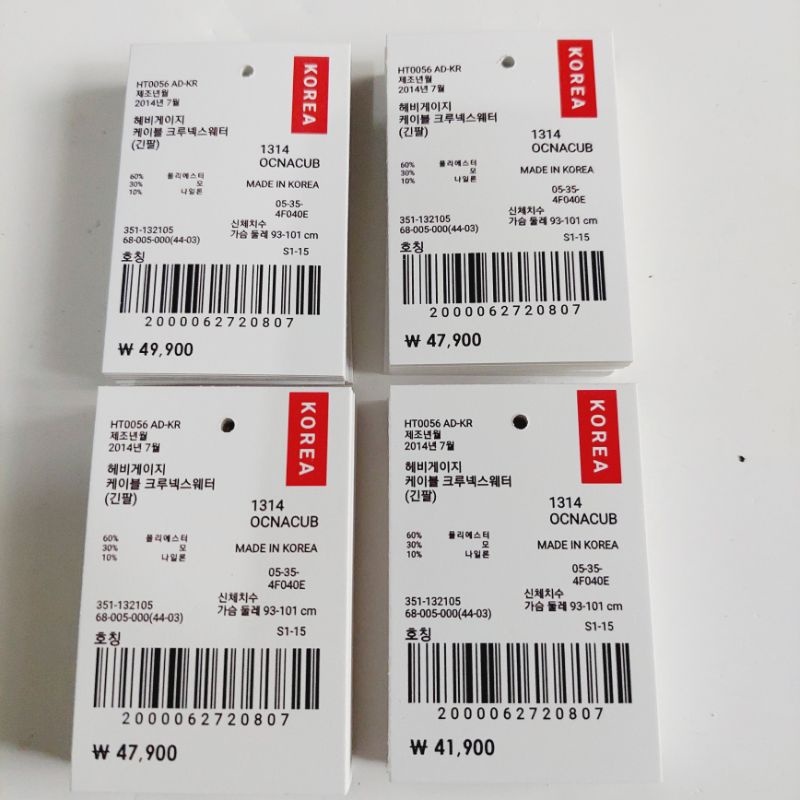 HT0056 AD-KR
제조년월
2014년 7월
KOREA
헤비게이지
케이블 크루넥스웨터
(긴팔)
1314
OCNACUB
60% 폴리에스터
30% 모
10% 나일론
MADE IN KOREA
05-35-
4F040E
351-132105
68-005-000(44-03)
신체치수
가슴 둘레 93-101 cm
S1-15
호칭
2000062720807
₩ 49,900
HT0056 AD-KR
제조년월
2014년 7월
KOREA
헤비게이지
케이블 크루넥스웨터
(긴팔)
1314
OCNACUB
60% 폴리에스터
30% 모
10% 나일론
MADE IN KOREA
05-35-
4F040E
351-132105
68-005-000(44-03)
신체치수
가슴 둘레 93-101 cm
S1-15
호칭
2000062720807
₩ 47,900
HT0056 AD-KR
제조년월
2014년 7월
KOREA
헤비게이지
케이블 크루넥스웨터
(긴팔)
1314
OCNACUB
60% 폴리에스터
30% 모
10% 나일론
MADE IN KOREA
05-35-
4F040E
351-132105
68-005-000(44-03)
신체치수
가슴 둘레 93-101 cm
S1-15
호칭
2000062720807
₩ 47,900
HT0056 AD-KR
제조년월
2014년 7월
KOREA
헤비게이지
케이블 크루넥스웨터
(긴팔)
1314
OCNACUB
60% 폴리에스터
30% 모
10% 나일론
MADE IN KOREA
05-35-
4F040E
351-132105
68-005-000(44-03)
신체치수
가슴 둘레 93-101 cm
S1-15
호칭
2000062720807
₩ 41,900